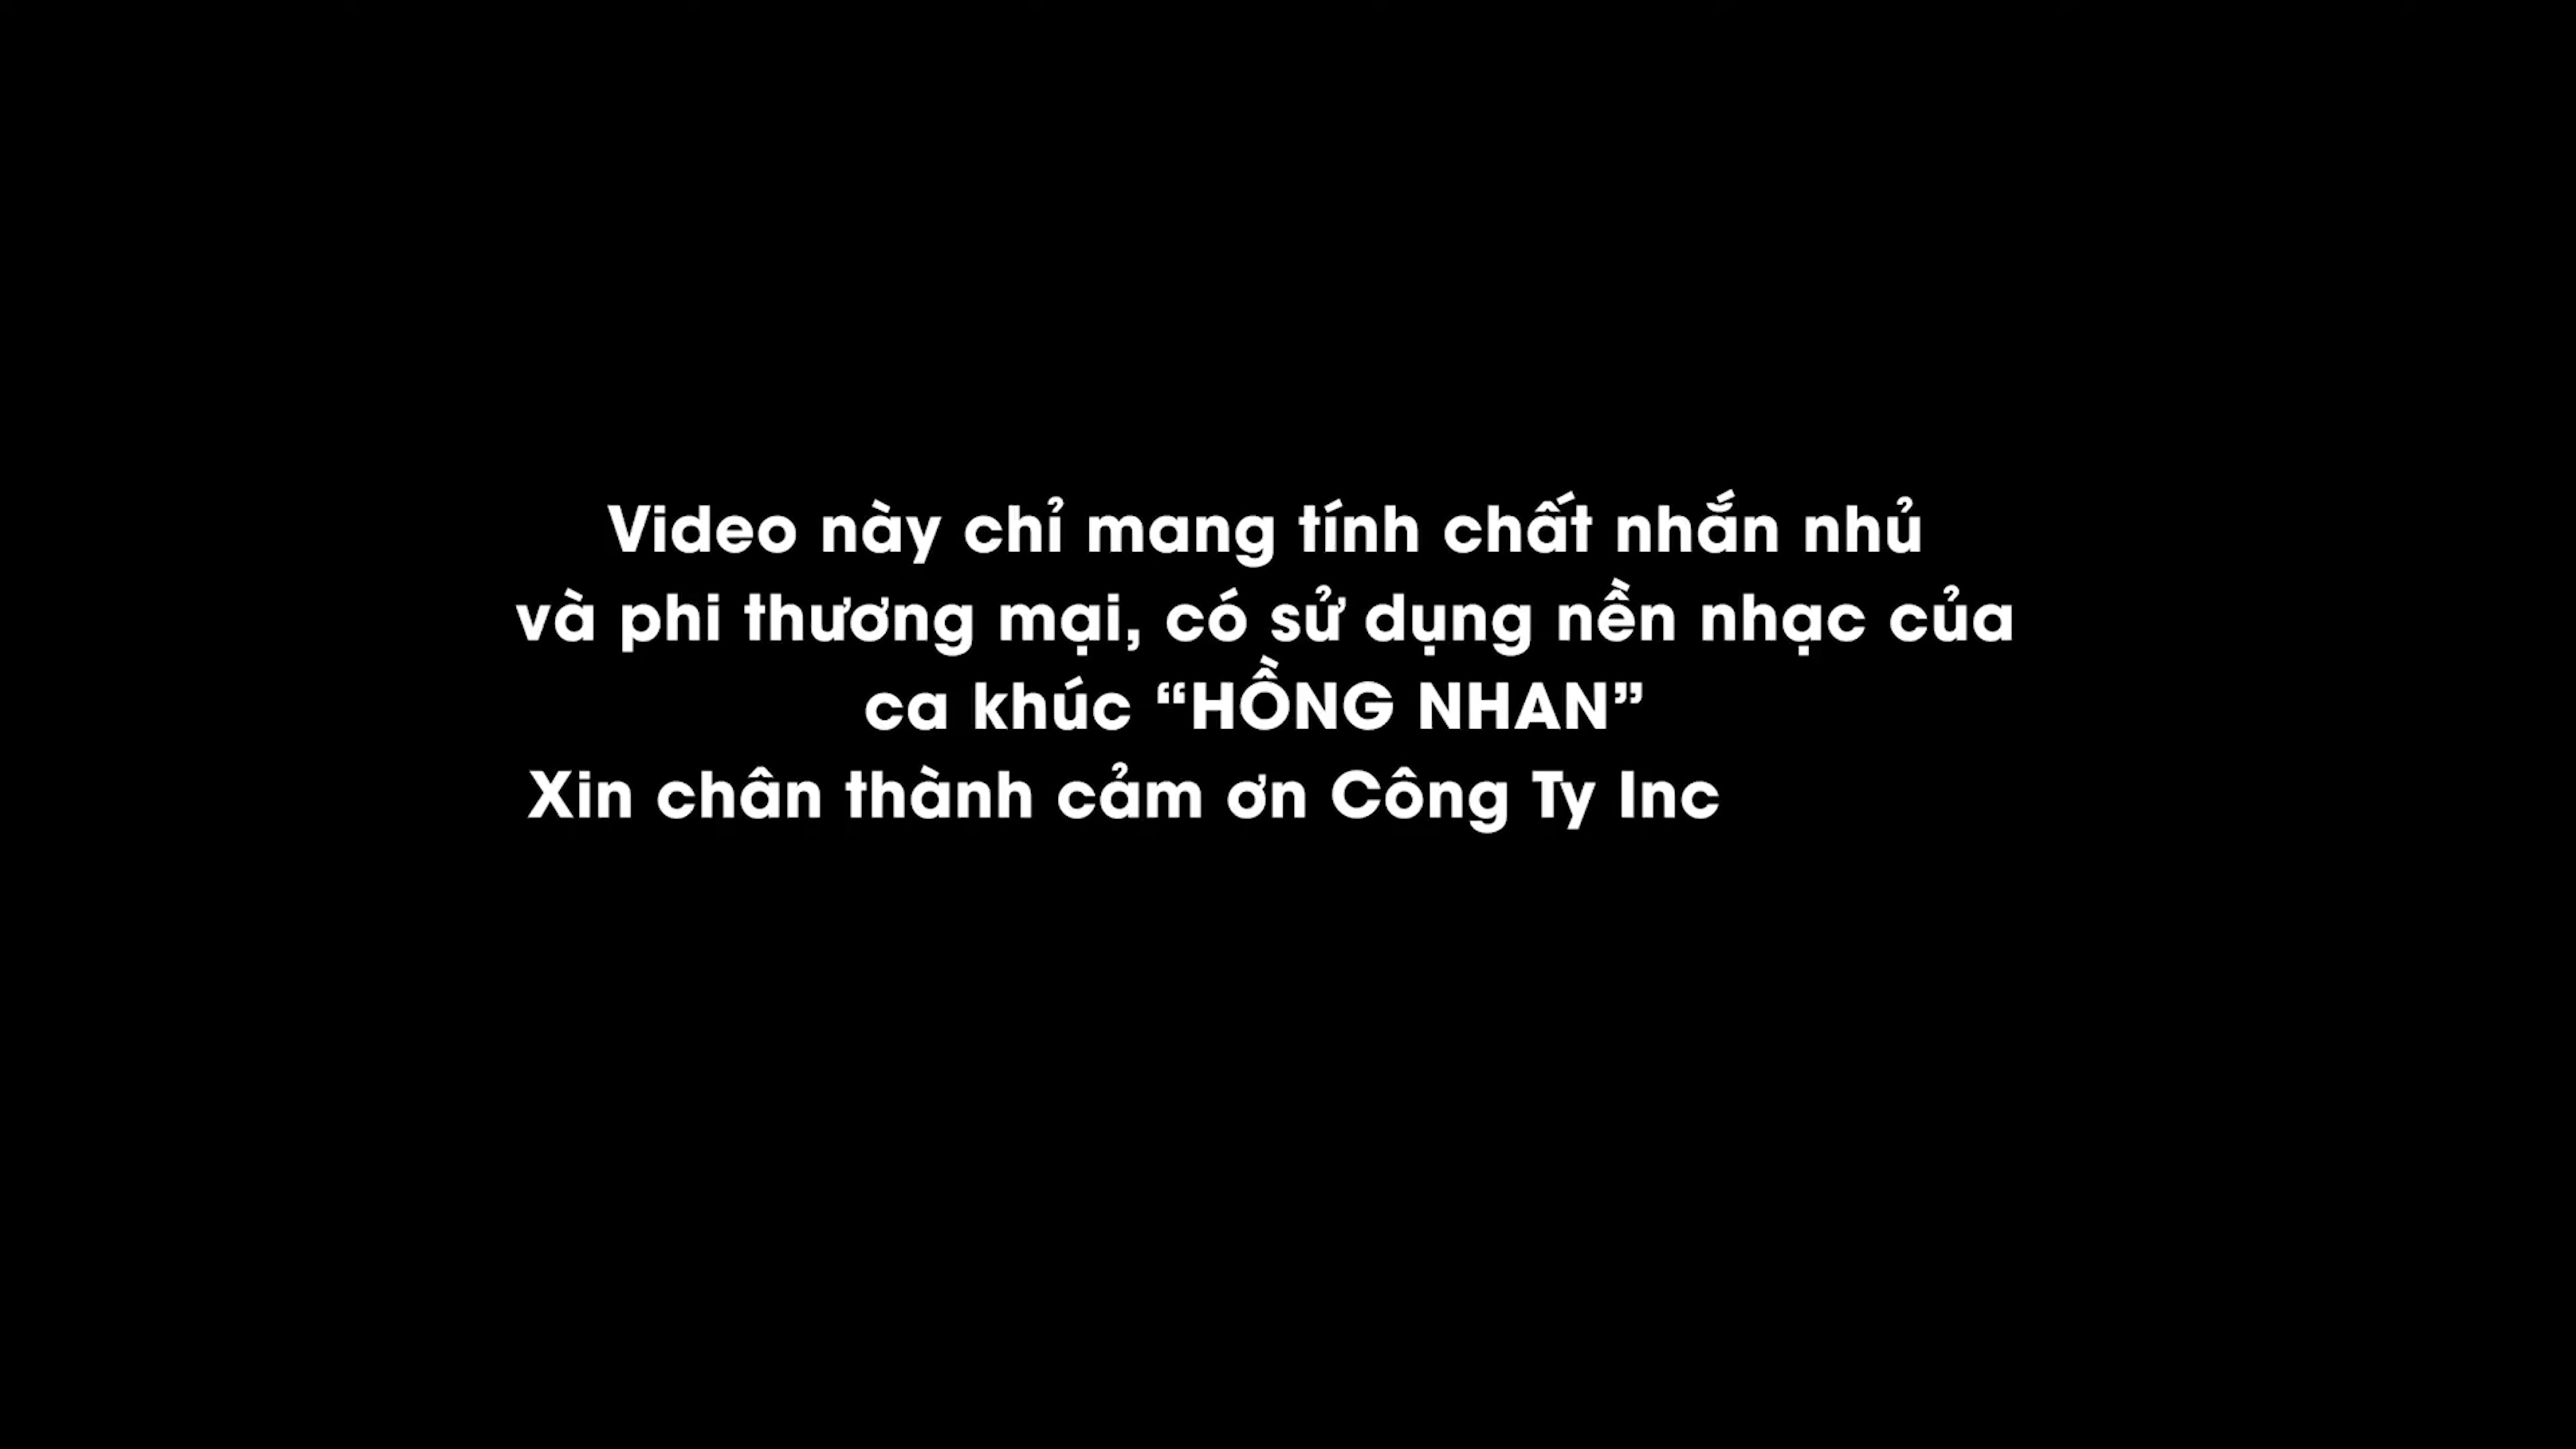 Video này chỉ mang tính chất nhắn nhủ
và phi thương mại, có sử dụng nền nhạc của
ca khúc “HỒNG NHAN”
Xin chân thành cảm ơn Công Ty Inc